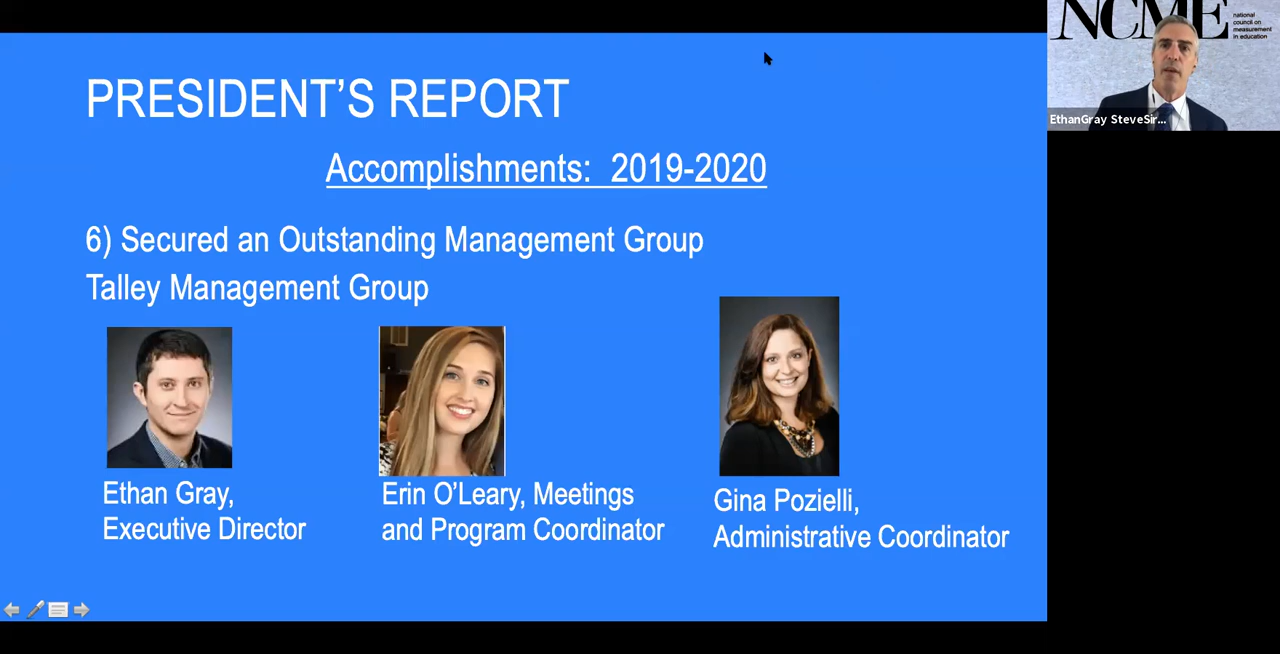 PRESIDENT'S REPORT
Accomplishments: 2019-2020
6) Secured an Outstanding Management Group
Talley Management Group
Ethan Gray,
Executive Director
Erin O'Leary, Meetings
and Program Coordinator
Gina Pozielli,
Administrative Coordinator
NCME
national
council on
measurement
in education
EthanGray SteveSir...